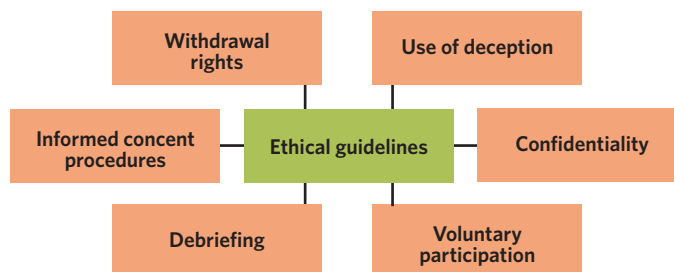 Withdrawal
rights
Use of deception
Informed concent
procedures
Ethical guidelines
Confidentiality
Debriefing
Voluntary
participation